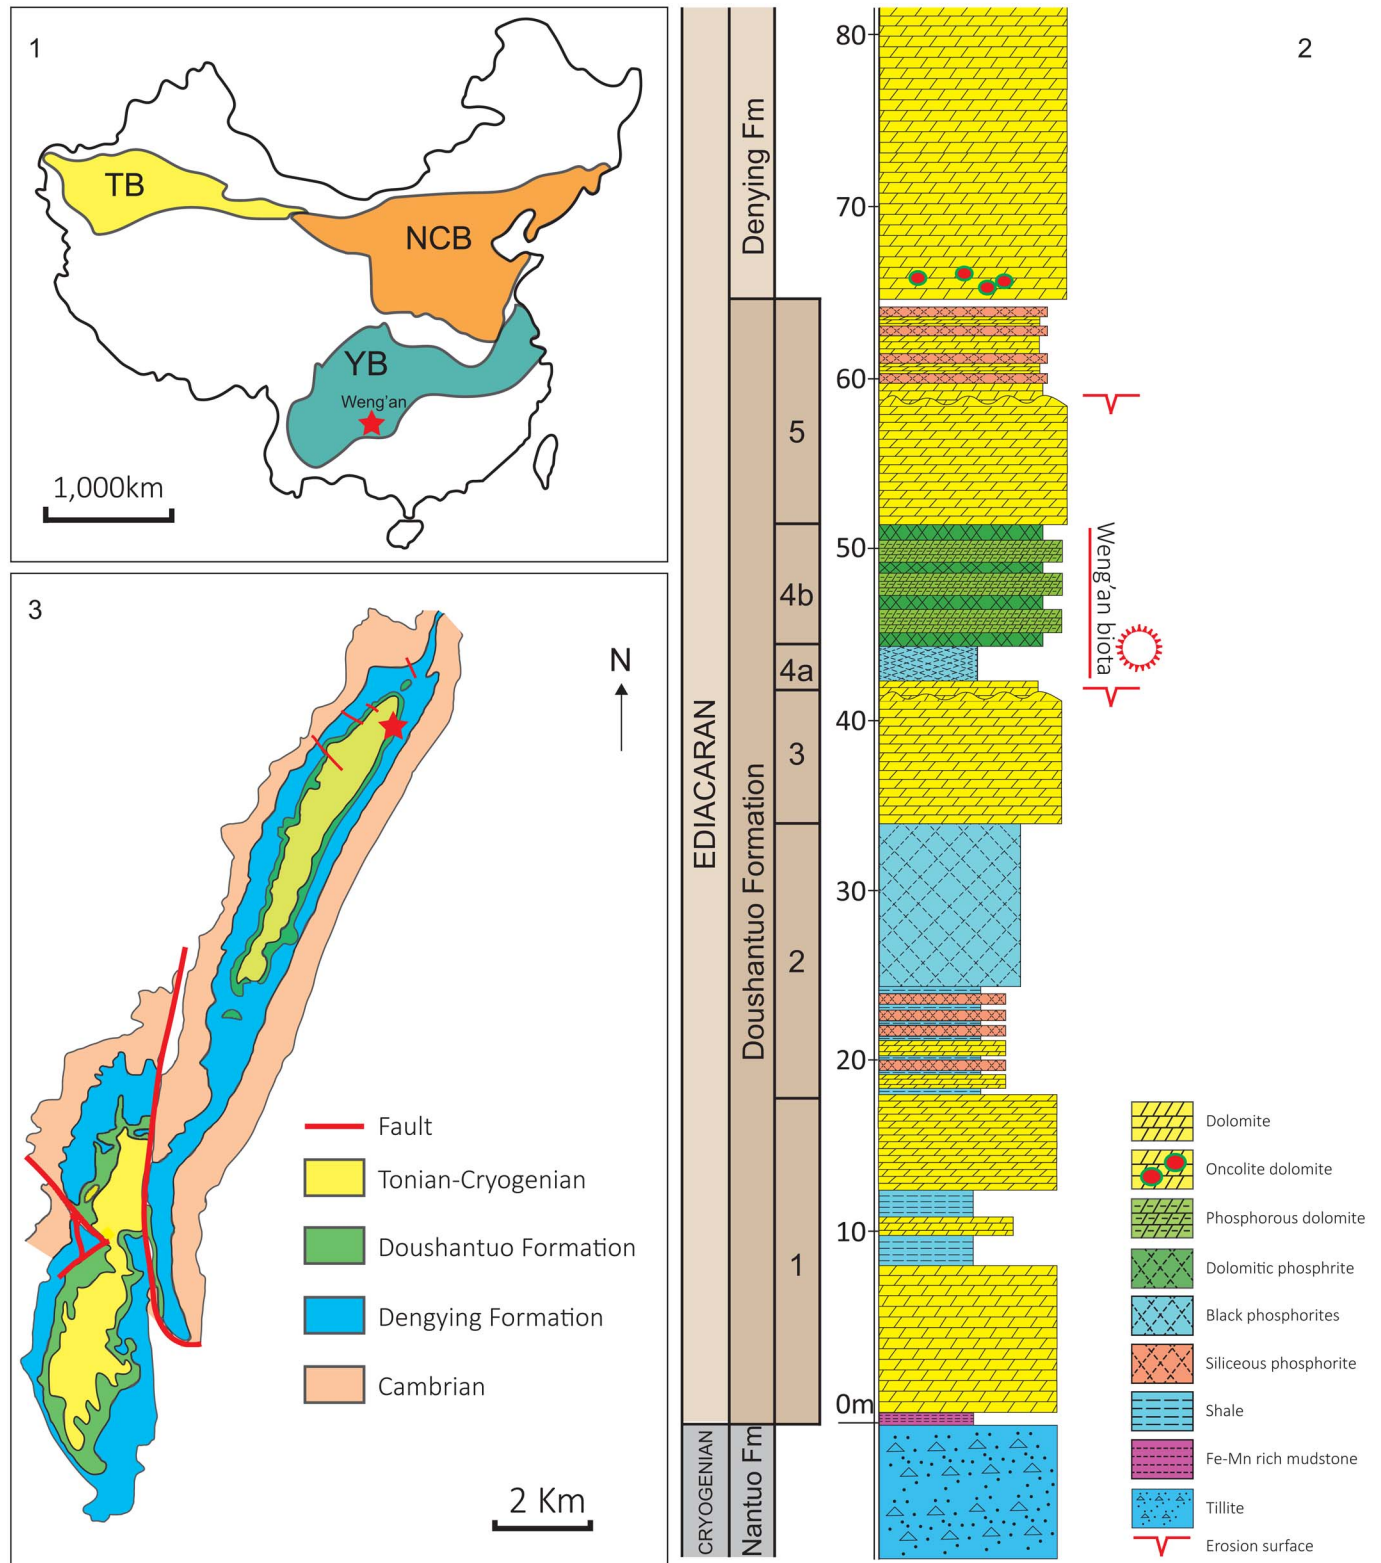 1
TB
NCB
YB
Weng'an
1,000km
3
N
Fault
Tonian-Cryogenian
Doushantuo Formation
Dengying Formation
Cambrian
2 Km
2
EDIACARAN
CRYOGENIAN
Denying Fm
Doushantuo Formation
Nantuo Fm
5
4b
4a
3
2
1
80
70
60
50
40
30
20
10
0m
Weng'an biota
Dolomite
Oncolite dolomite
Phosphorous dolomite
Dolomitic phosphrite
Black phosphorites
Siliceous phosphorite
Shale
Fe-Mn rich mudstone
Tillite
Erosion surface